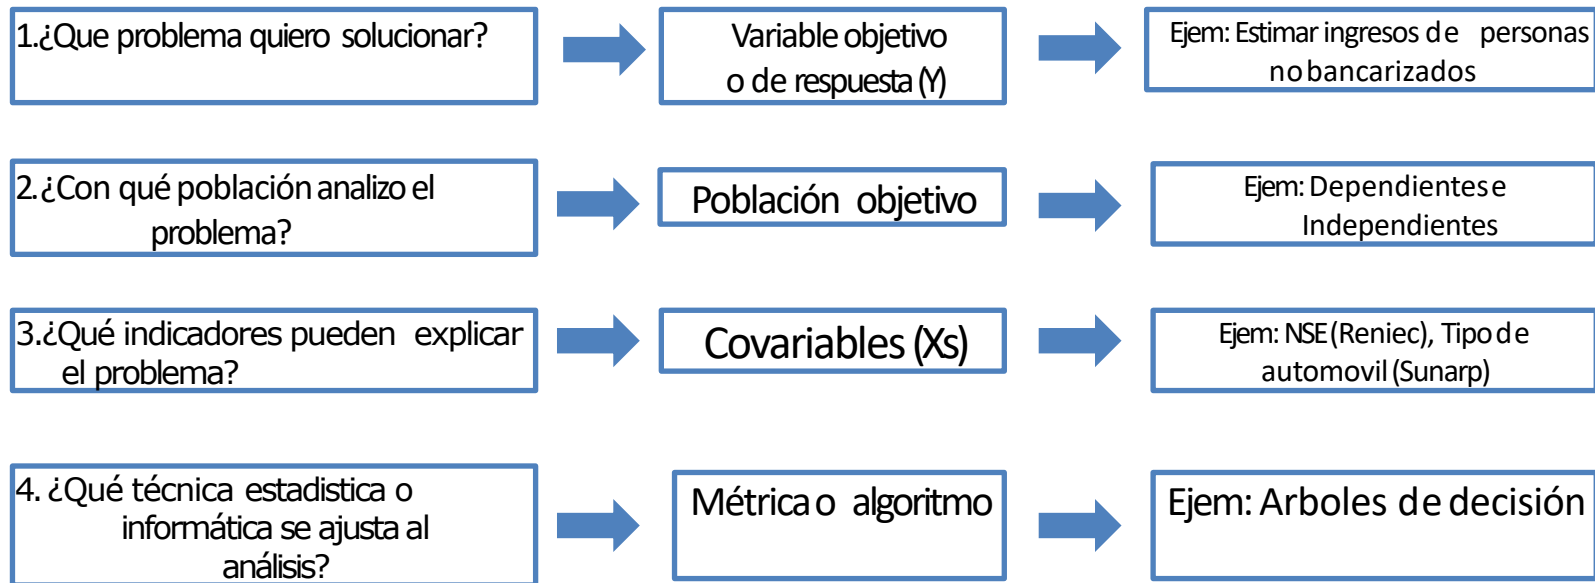 1.¿Que problema quiero solucionar?
Variable objetivo
o de respuesta (Y)
Ejem: Estimar ingresos de personas
no bancarizados
2.¿Con qué población analizo el
problema?
Población objetivo
Ejem: Dependientes e
Independientes
3.¿Qué indicadores pueden explicar
el problema?
Covariables (Xs)
Ejem: NSE (Reniec), Tipo de
automovil (Sunarp)
4. ¿Qué técnica estadistica o
informática se ajusta al
análisis?
Métrica o algoritmo
Ejem: Arboles de decisión